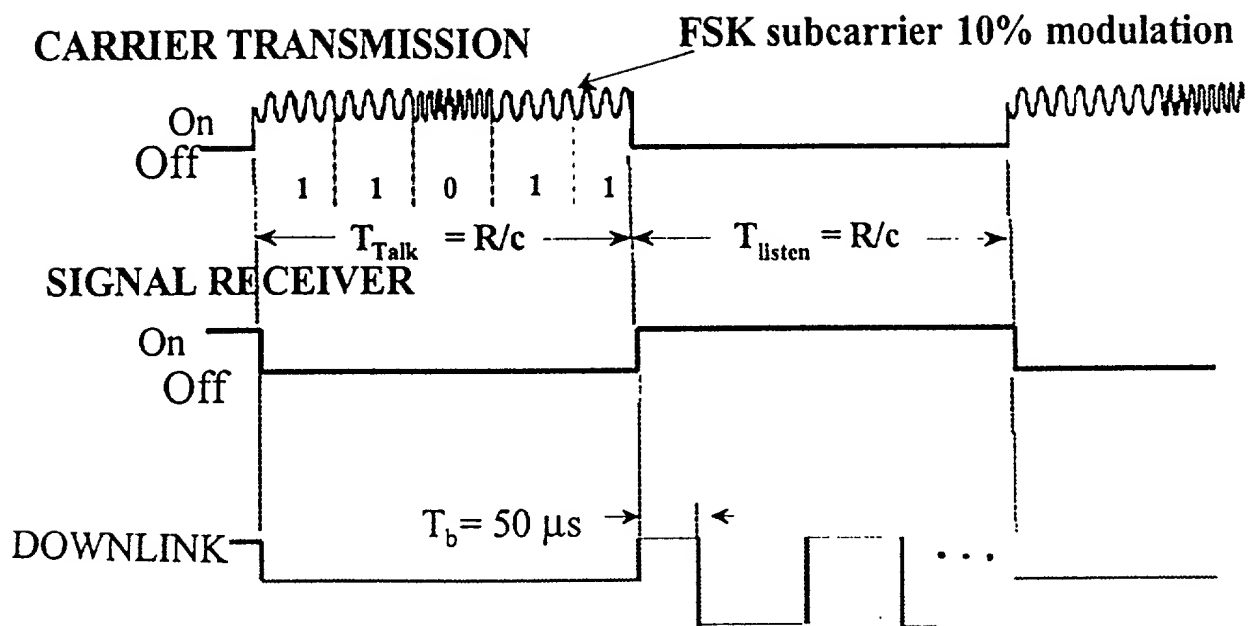 FSK subcarrier 10% modulation
CARRIER TRANSMISSION
On
Off
1 1 0 1 1
T_Talk = R/c
T_listen = R/c
SIGNAL RECEIVER
On
Off
T_b = 50 μs
DOWNLINK
. . .